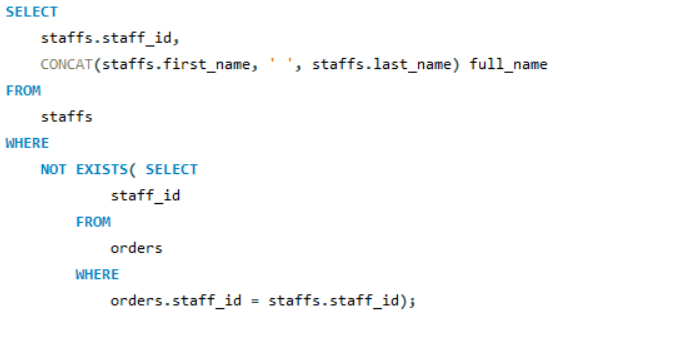 SELECT
staffs.staff_id,
CONCAT(staffs.first_name, ' ', staffs.last_name) full_name
FROM
staffs
WHERE
NOT EXISTS( SELECT
staff_id
FROM
orders
WHERE
orders.staff_id = staffs.staff_id);